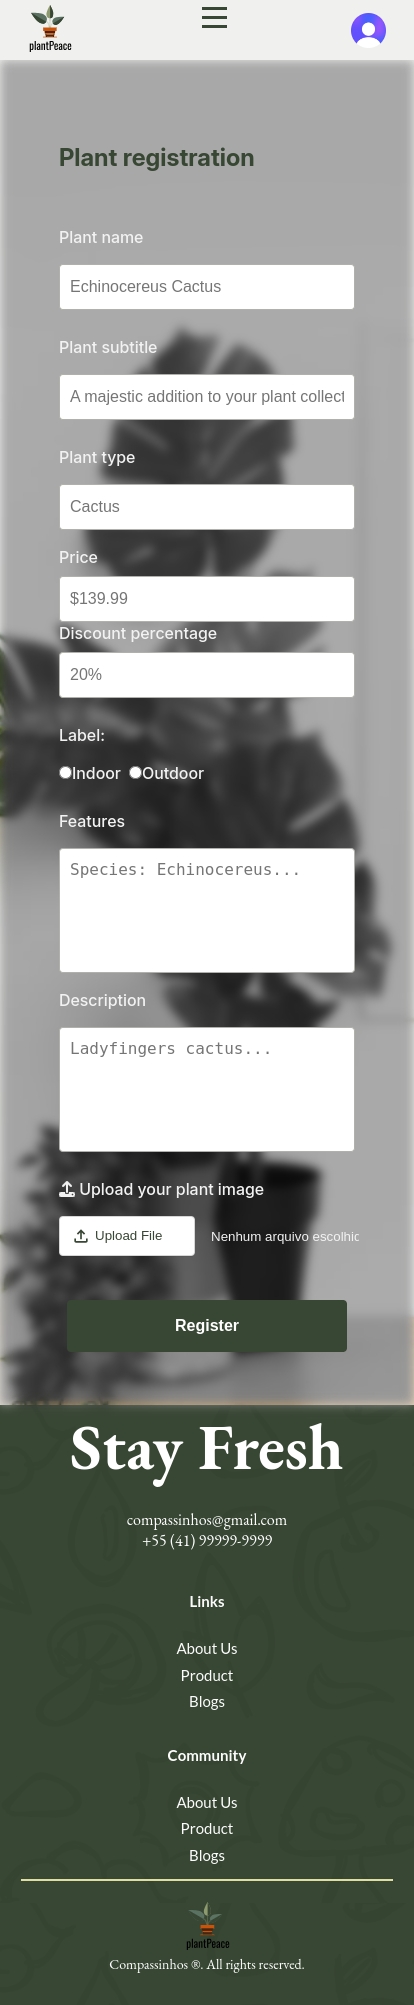 plantPeace
Plant registration
Plant name
Echinocereus Cactus
Plant subtitle
A majestic addition to your plant collect
Plant type
Cactus
Price
$139.99
Discount percentage
20%
Label:
Indoor Outdoor
Features
Species: Echinocereus...
Description
Ladyfingers cactus...
Upload your plant image
Upload File Nenhum arquivo escolhid
Register
Stay Fresh
compassinhos@gmail.com
+55 (41) 99999-9999
Links
About Us
Product
Blogs
Community
About Us
Product
Blogs
plantPeace
Compassinhos ®. All rights reserved.